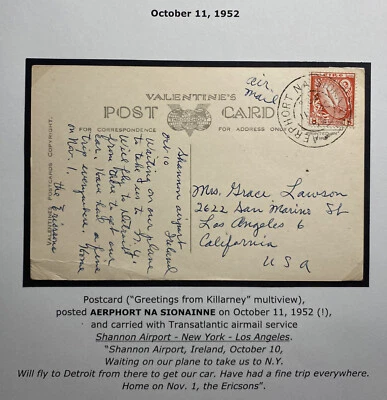 October 11, 1952
VALENTINE'S
POST CARD
FOR CORRESPONDENCE
FOR ADDRESS ONLY
air
mail
AERPHORT NA
Shannon airport
Ireland
Oct 10
Waiting on our plane
to take us to N.Y.
Will fly to Detroit
from there to get our
car. Have had a fine
trip everywhere. Home
on Nov. 1.
the Ericsons
Mrs. Grace Lawson
2622 San Marino St
Los Angeles 6
California
U S A
Postcard ("Greetings from Killarney" multiview),
posted AERPHORT NA SIONAINNE on October 11, 1952 (!),
and carried with Transatlantic airmail service
Shannon Airport - New York - Los Angeles.
"Shannon Airport, Ireland, October 10,
Waiting on our plane to take us to N.Y.
Will fly to Detroit from there to get our car. Have had a fine trip everywhere.
Home on Nov. 1, the Ericsons".